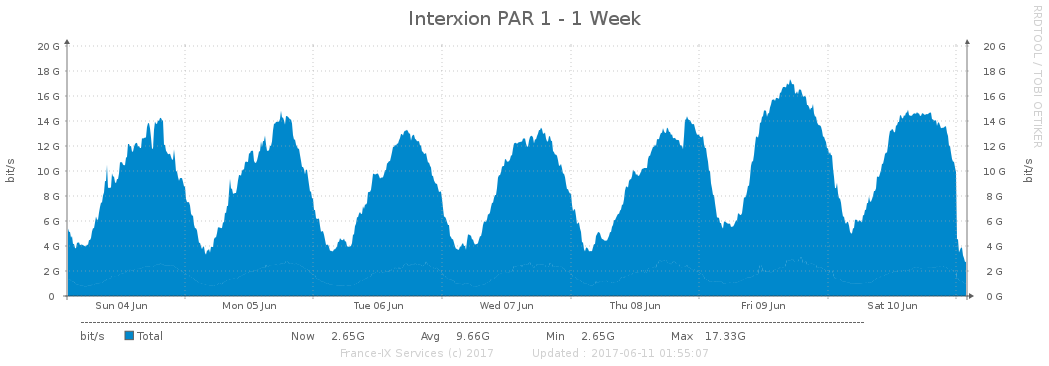 Interxion PAR 1 - 1 Week
RRDTOOL / TOBI OETIKER
20 G 20 G
18 G 18 G
16 G 16 G
14 G 14 G
12 G 12 G
10 G 10 G
8 G 8 G
6 G 6 G
4 G 4 G
2 G 2 G
0 0 G
bit/s
bit/s
Sun 04 Jun Mon 05 Jun Tue 06 Jun Wed 07 Jun Thu 08 Jun Fri 09 Jun Sat 10 Jun
bit/s Total Now 2.65G Avg 9.66G Min 2.65G Max 17.33G
France-IX Services (c) 2017 Updated : 2017-06-11 01:55:07